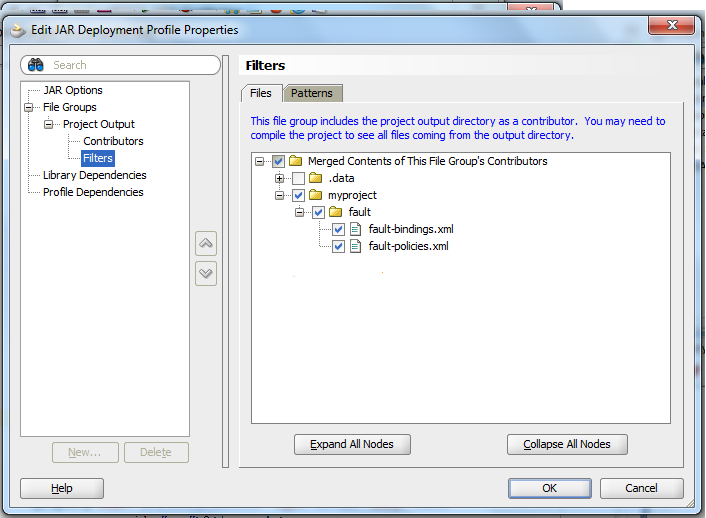 Edit JAR Deployment Profile Properties
Search
JAR Options
File Groups
Project Output
Contributors
Filters
Library Dependencies
Profile Dependencies
New...
Delete
Filters
Files
Patterns
This file group includes the project output directory as a contributor. You may need to
compile the project to see all files coming from the output directory.
Merged Contents of This File Group's Contributors
.data
myproject
fault
fault-bindings.xml
fault-policies.xml
Expand All Nodes
Collapse All Nodes
Help
OK
Cancel